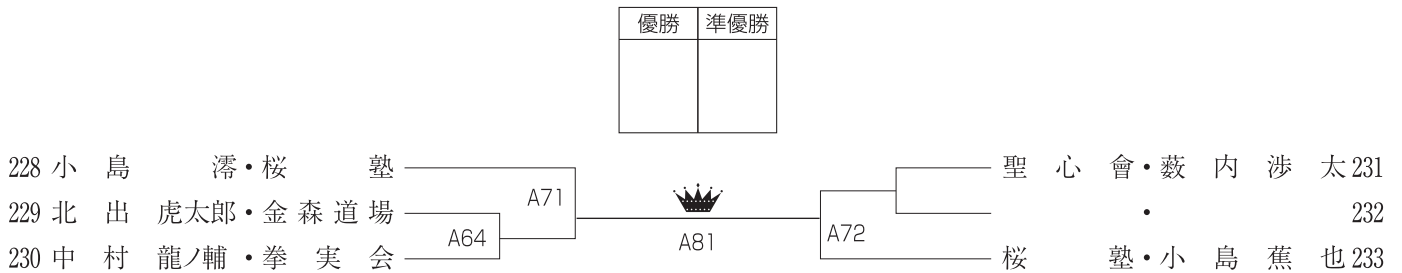 優勝 準優勝
228 小島 澪・桜塾
229 北出 虎太郎・金森道場
230 中村 龍ノ輔・拳実会
A64
A71
A81
A72
聖心會・薮内渉太 231
・ 232
桜塾・小島蕉也 233